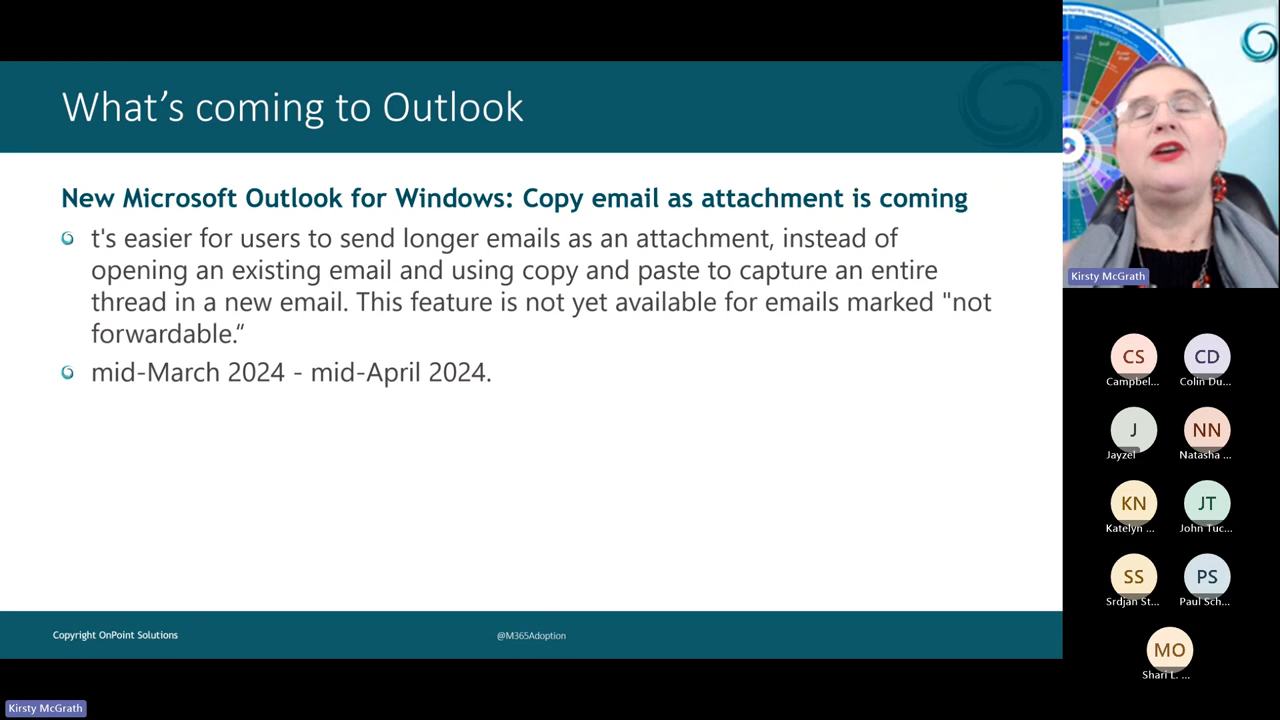 What's coming to Outlook
New Microsoft Outlook for Windows: Copy email as attachment is coming
t's easier for users to send longer emails as an attachment, instead of
opening an existing email and using copy and paste to capture an entire
thread in a new email. This feature is not yet available for emails marked "not
forwardable.“
mid-March 2024 - mid-April 2024.
Copyright OnPoint Solutions
@M365Adoption
Kirsty McGrath
CS
Campbel...
CD
Colin Du...
J
Jayzel
NN
Natasha ...
KN
Katelyn ...
JT
John Tuc...
SS
Srdjan St...
PS
Paul Sch...
MO
Shari L. ...
Kirsty McGrath